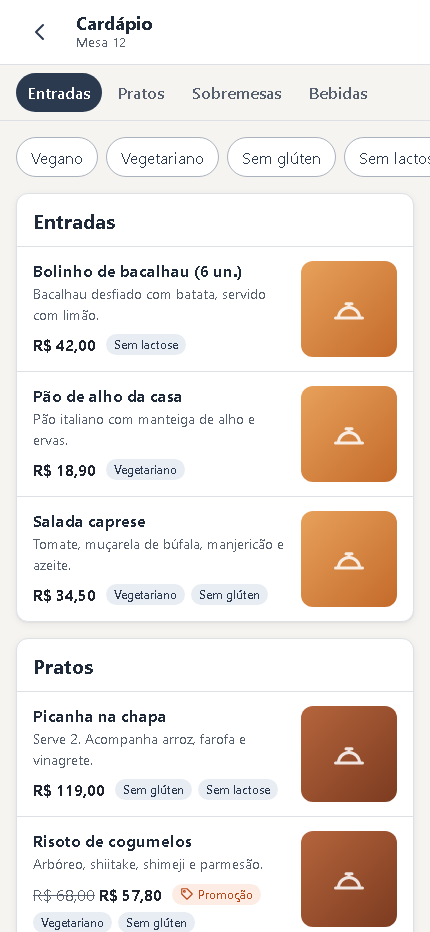 Cardápio
Mesa 12
Entradas Pratos Sobremesas Bebidas
Vegano Vegetariano Sem glúten Sem lactos
Entradas
Bolinho de bacalhau (6 un.)
Bacalhau desfiado com batata, servido
com limão.
R$ 42,00 Sem lactose
Pão de alho da casa
Pão italiano com manteiga de alho e
ervas.
R$ 18,90 Vegetariano
Salada caprese
Tomate, muçarela de búfala, manjericão e
azeite.
R$ 34,50 Vegetariano Sem glúten
Pratos
Picanha na chapa
Serve 2. Acompanha arroz, farofa e
vinagrete.
R$ 119,00 Sem glúten Sem lactose
Risoto de cogumelos
Arbóreo, shiitake, shimeji e parmesão.
R$ 68,00 R$ 57,80 Promoção
Vegetariano Sem glúten